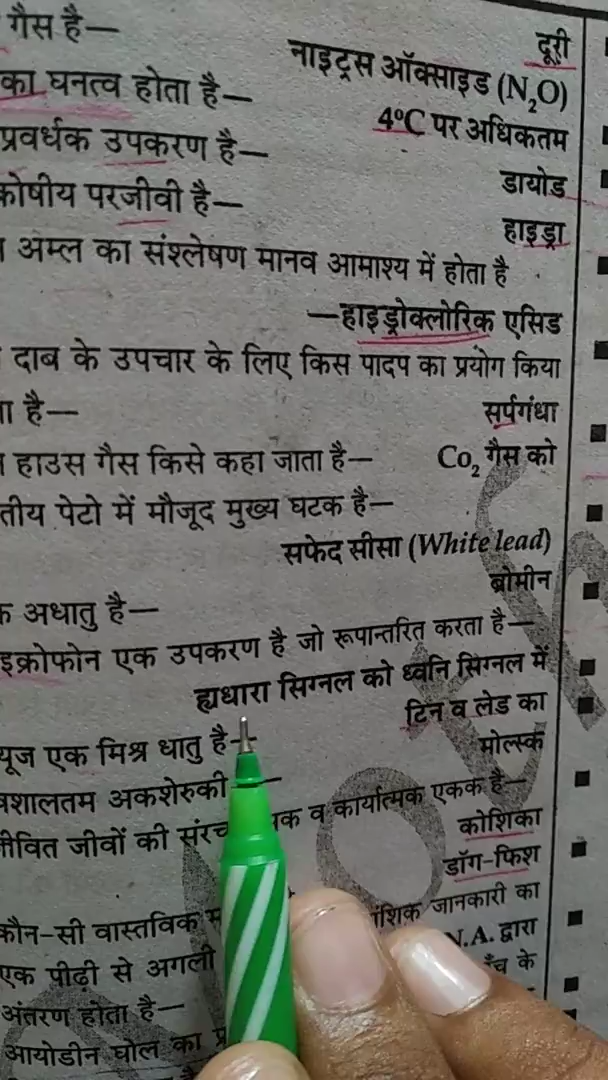 गैस है—
दूरी
नाइट्रस ऑक्साइड (N₂O)
का घनत्व होता है—
4°C पर अधिकतम
प्रवर्धक उपकरण है—
डायोड
कोषीय परजीवी है—
हाइड्रा
अम्ल का संश्लेषण मानव आमाश्य में होता है
—हाइड्रोक्लोरिक एसिड
दाब के उपचार के लिए किस पादप का प्रयोग किया
है—
सर्पगंधा
हाउस गैस किसे कहा जाता है— Co₂ गैस को
तीय पेटो में मौजूद मुख्य घटक है—
सफेद सीसा (White lead)
ब्रोमीन
अधातु है—
इक्रोफोन एक उपकरण है जो रूपान्तरित करता है—
ह्यधारा सिग्नल को ध्वनि सिग्नल में
टिन व लेड का
यूज एक मिश्र धातु है—
मोल्स्क
शालतम अकशेरुकी —
जीवित जीवों की व कार्यात्मक एकक है—
कोशिका
डॉग-फिश
कौन-सी वास्तविक
शिक जानकारी का
एक पीढ़ी से अगली
N.A. द्वारा
अंतरण होता है—
के
आयोडीन घोल का